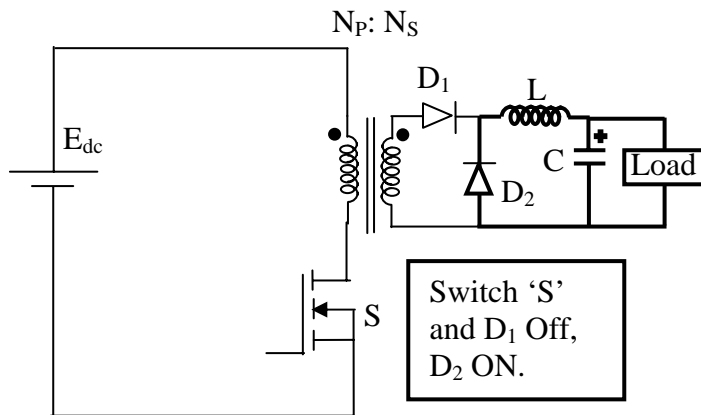 N_P: N_S
D_1
L
E_dc
C
Load
D_2
S
Switch ‘S’
and D_1 Off,
D_2 ON.